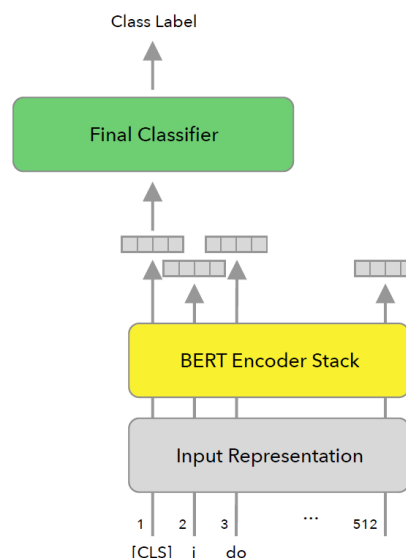 Class Label
Final Classifier
BERT Encoder Stack
Input Representation
1 2 3 ... 512
[CLS] i do